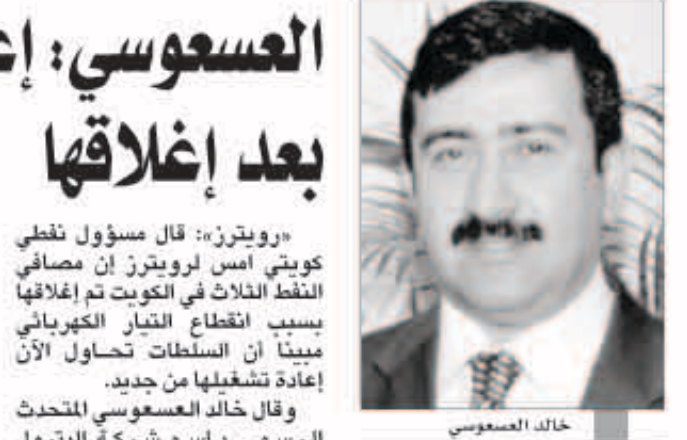 العسعوسي: إع
بعد إغلاقها
«رويترز»: قال مسؤول نفطي
كويتي امس لرويترز إن مصافي
النفط الثلاث في الكويت تم إغلاقها
بسبب انقطاع التيار الكهربائي
مبينا أن السلطات تحاول الآن
إعادة تشغيلها من جديد.
وقال خالد العسعوسي المتحدث
خالد العسعوسي